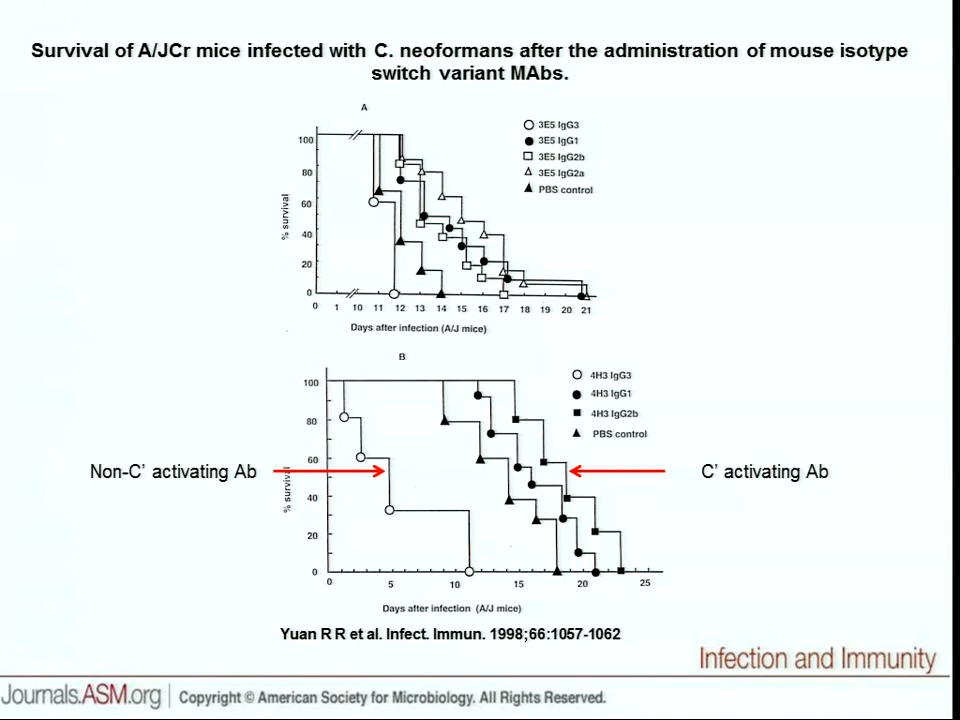 Survival of A/JCr mice infected with C. neoformans after the administration of mouse isotype
switch variant MAbs.
A
3E5 IgG3
3E5 IgG1
3E5 IgG2b
3E5 IgG2a
PBS control
% survival
100
80
60
40
20
0
0 1 10 11 12 13 14 15 16 17 18 19 20 21
Days after infection (A/J mice)
B
4H3 IgG3
4H3 IgG1
4H3 IgG2b
PBS control
Non-C’ activating Ab
C’ activating Ab
% survival
100
80
60
40
20
0
0 5 10 15 20 25
Days after infection (A/J mice)
Yuan R R et al. Infect. Immun. 1998;66:1057-1062
Infection and Immunity
Journals.ASM.org | Copyright © American Society for Microbiology. All Rights Reserved.